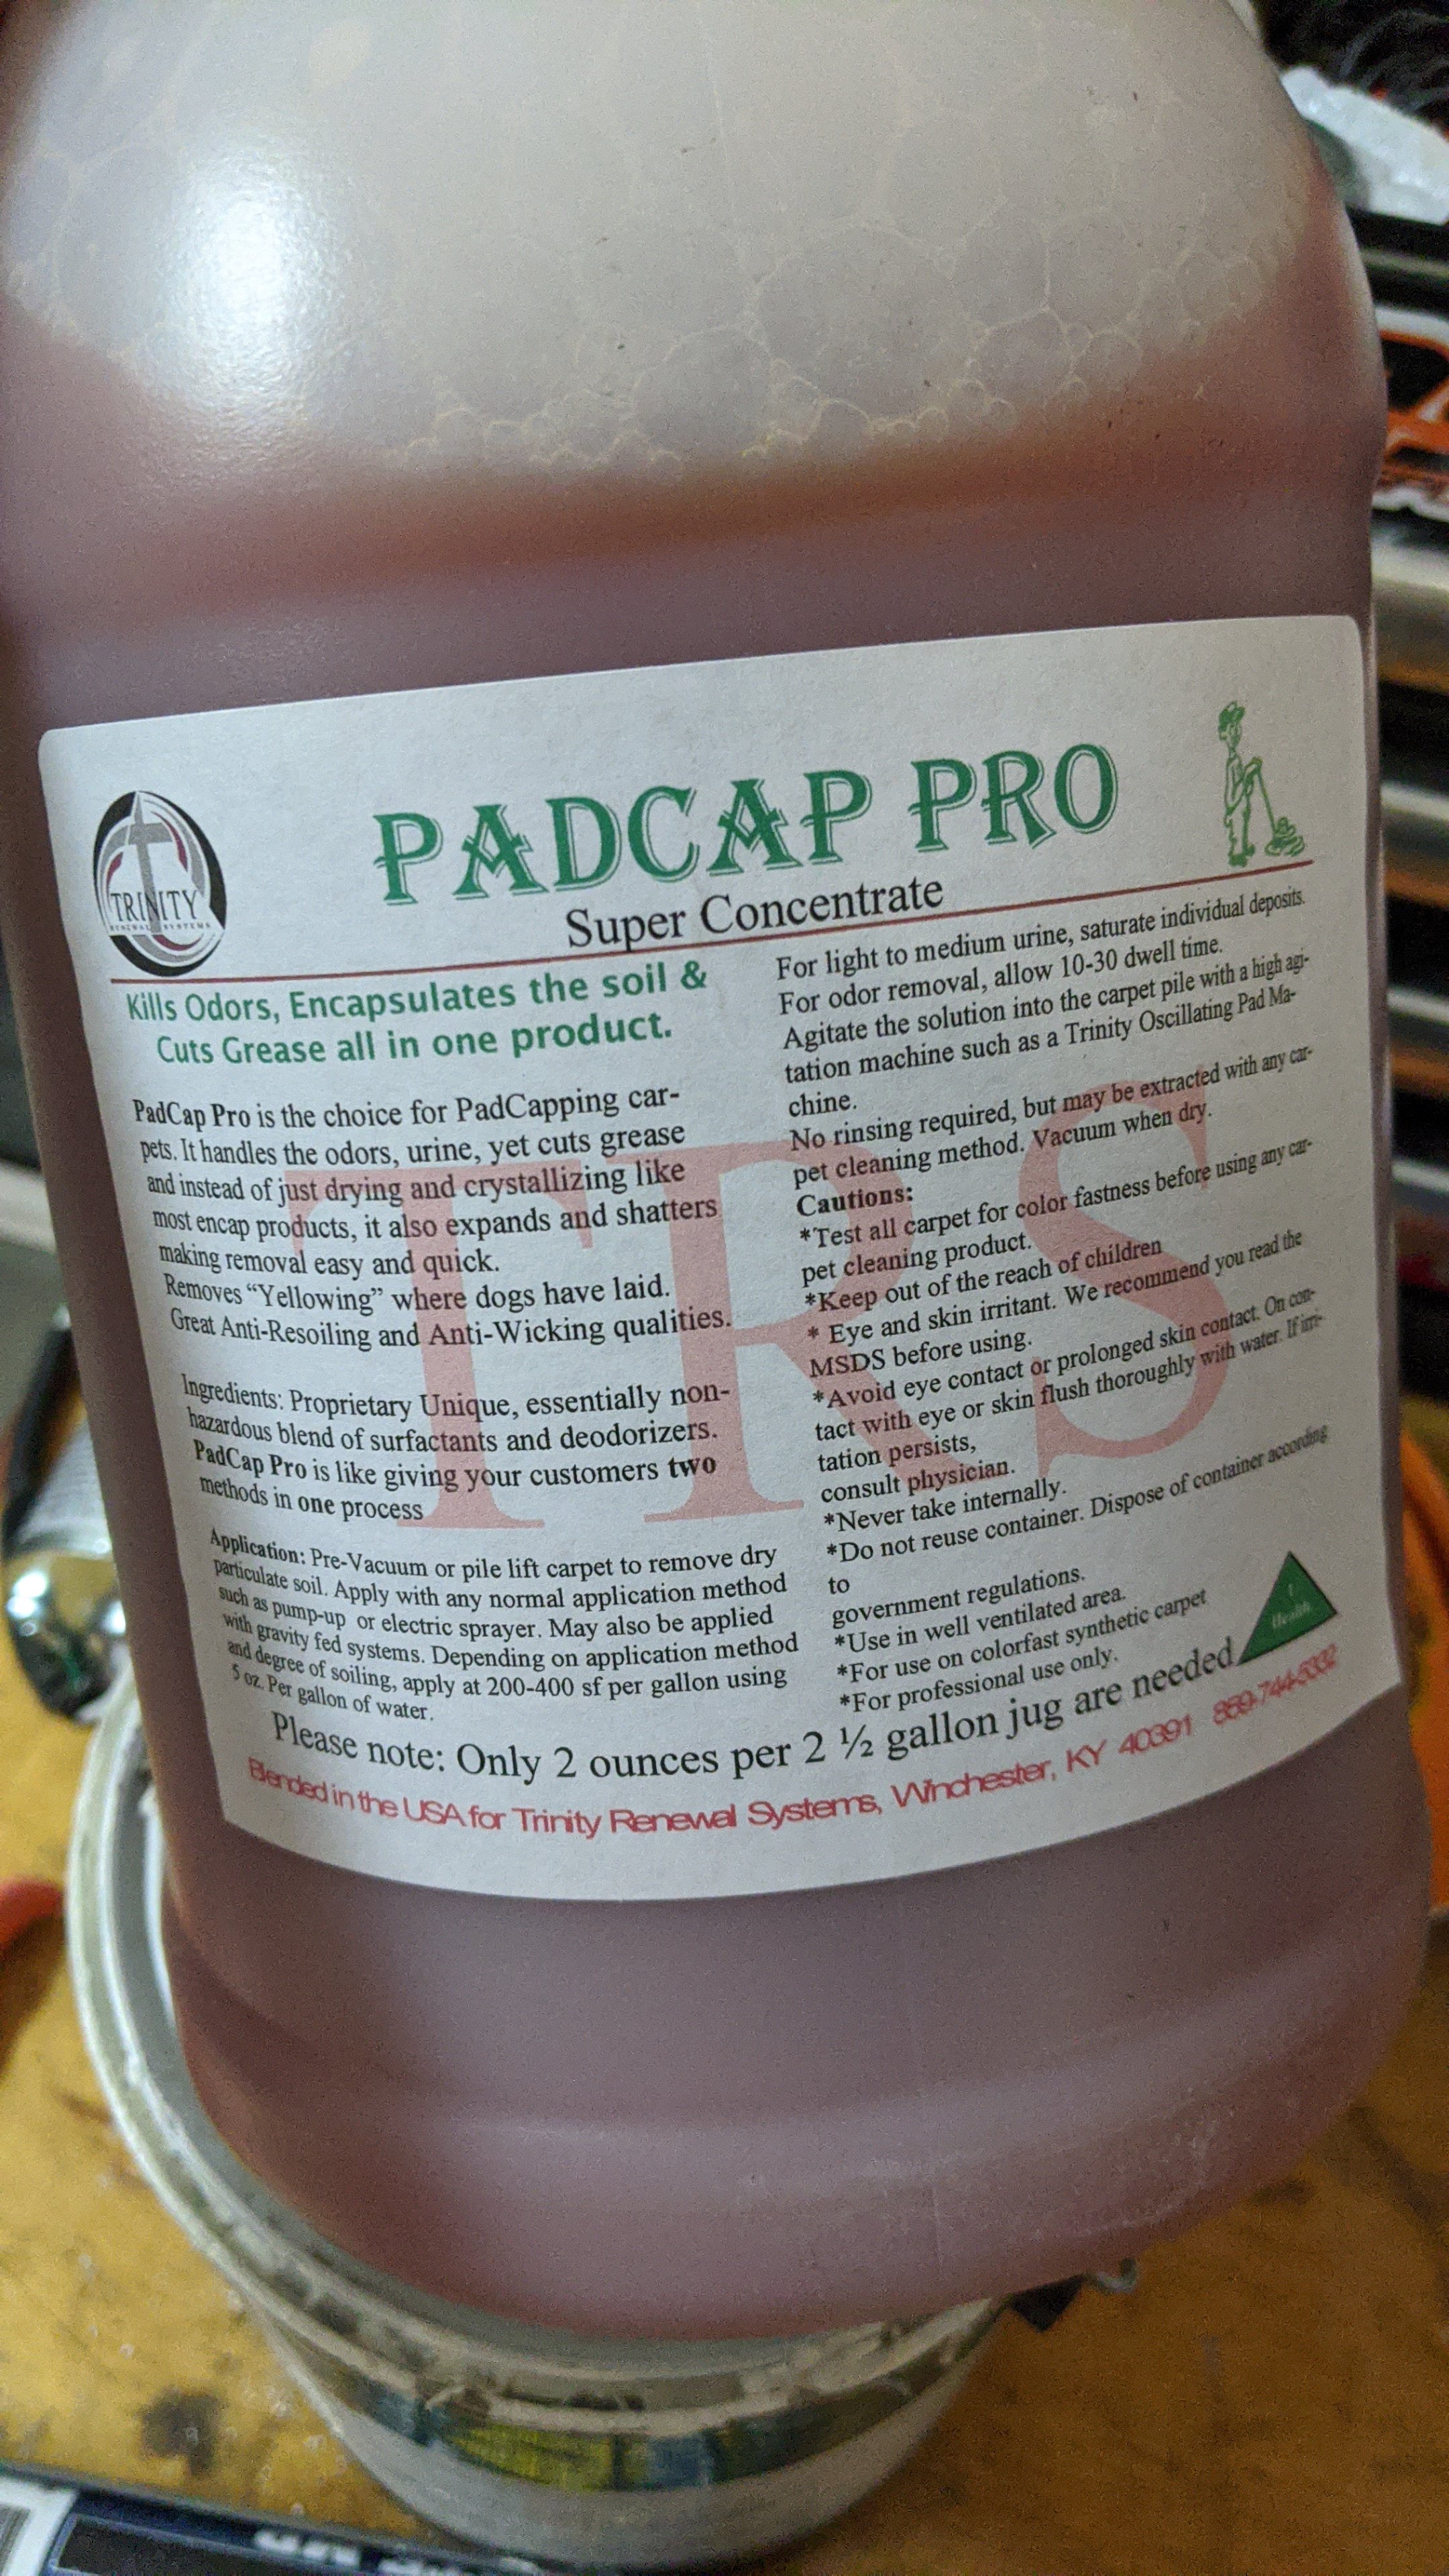 TRINITY
RENEWAL SYSTEMS
PADCAP PRO
Super Concentrate
Kills Odors, Encapsulates the soil &
Cuts Grease all in one product.
PadCap Pro is the choice for PadCapping car-
pets. It handles the odors, urine, yet cuts grease
and instead of just drying and crystallizing like
most encap products, it also expands and shatters
making removal easy and quick.
Removes “Yellowing” where dogs have laid.
Great Anti-Resoiling and Anti-Wicking qualities.
Ingredients: Proprietary Unique, essentially non-
hazardous blend of surfactants and deodorizers.
PadCap Pro is like giving your customers two
methods in one process
Application: Pre-Vacuum or pile lift carpet to remove dry
particulate soil. Apply with any normal application method
such as pump-up or electric sprayer. May also be applied
with gravity fed systems. Depending on application method
and degree of soiling, apply at 200-400 sf per gallon using
5 oz. Per gallon of water.
For light to medium urine, saturate individual deposits.
For odor removal, allow 10-30 dwell time.
Agitate the solution into the carpet pile with a high agi-
tation machine such as a Trinity Oscillating Pad Ma-
chine.
No rinsing required, but may be extracted with any car-
pet cleaning method. Vacuum when dry.
Cautions:
*Test all carpet for color fastness before using any car-
pet cleaning product.
*Keep out of the reach of children
* Eye and skin irritant. We recommend you read the
MSDS before using.
*Avoid eye contact or prolonged skin contact. On con-
tact with eye or skin flush thoroughly with water. If irri-
tation persists,
consult physician.
*Never take internally.
*Do not reuse container. Dispose of container according
to
government regulations.
*Use in well ventilated area.
*For use on colorfast synthetic carpet
*For professional use only.
TRS
1
Health
Please note: Only 2 ounces per 2 ½ gallon jug are needed
Blended in the USA for Trinity Renewal Systems, Winchester, KY 40391 859-744-5332